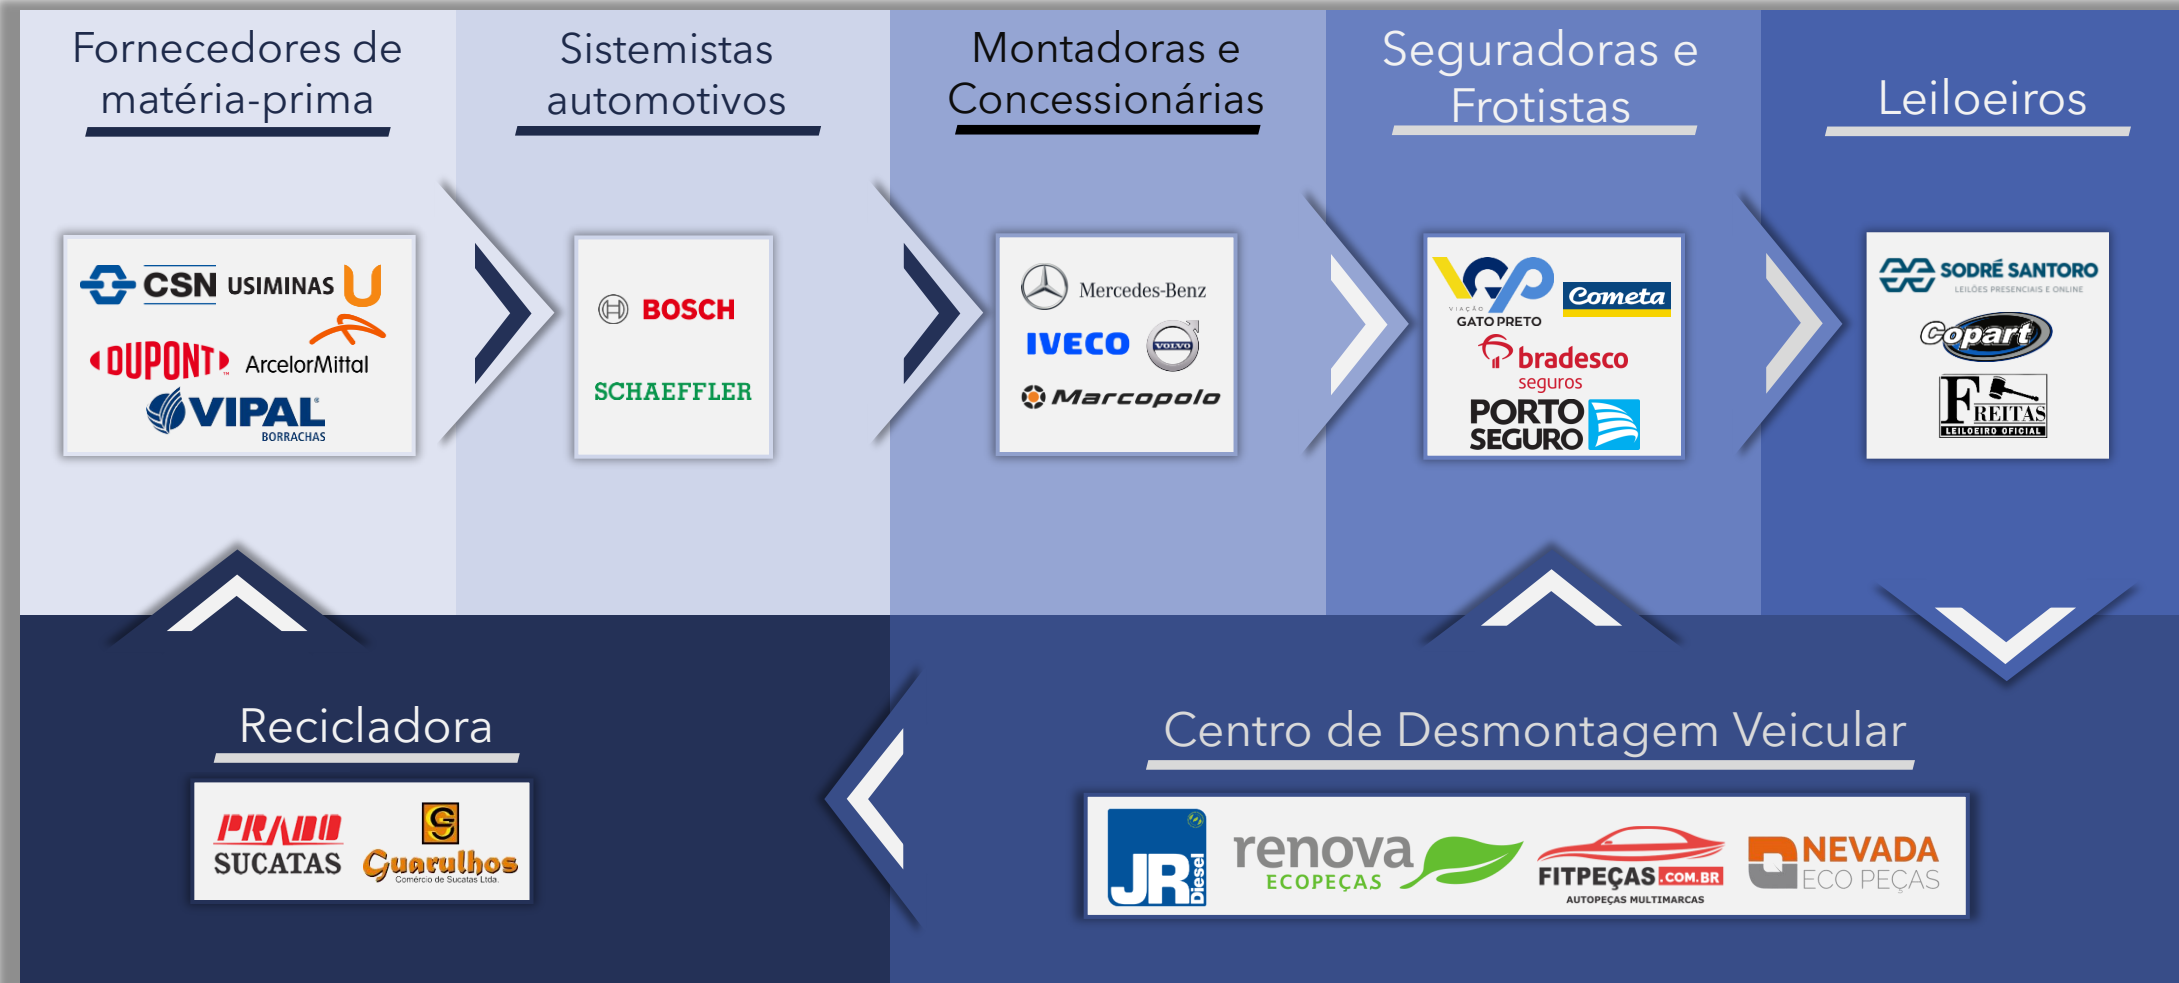 Fornecedores de
matéria-prima
Sistemistas
automotivos
Montadoras e
Concessionárias
Seguradoras e
Frotistas
Leiloeiros
CSN USIMINAS
DUPONT™
ArcelorMittal
VIPAL®
BORRACHAS
BOSCH
SCHAEFFLER
Mercedes-Benz
IVECO
VOLVO
Marcopolo
VGP
VIAÇÃO
GATO PRETO
Cometa
bradesco
seguros
PORTO
SEGURO
SODRÉ SANTORO
LEILÕES PRESENCIAIS E ONLINE
Copart
FREITAS
LEILOEIRO OFICIAL
Recicladora
PRADO
SUCATAS
G
Guarulhos
Comércio de Sucatas Ltda.
Centro de Desmontagem Veicular
JR
Diesel
renova
ECOPEÇAS
FITPEÇAS.COM.BR
AUTOPEÇAS MULTIMARCAS
NEVADA
ECO PEÇAS